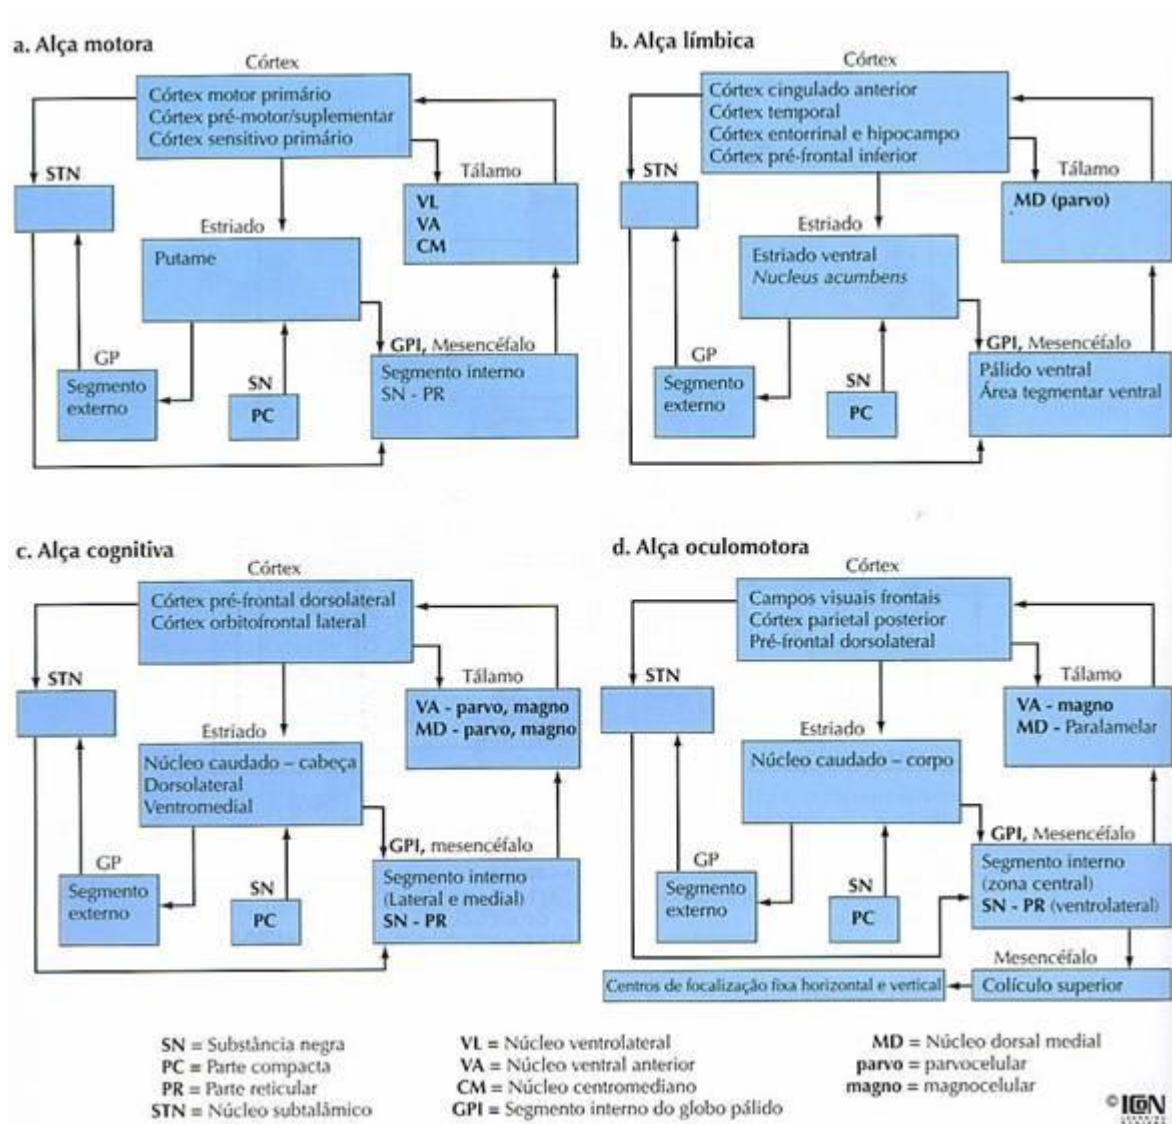 a. Alça motora
Córtex
Córtex motor primário
Córtex pré-motor/suplementar
Córtex sensitivo primário
STN
Tálamo
VL
VA
CM
Estriado
Putame
GP
Segmento
externo
SN
PC
GPI, Mesencéfalo
Segmento interno
SN - PR
b. Alça límbica
Córtex
Córtex cingulado anterior
Córtex temporal
Córtex entorrinal e hipocampo
Córtex pré-frontal inferior
STN
Tálamo
MD (parvo)
Estriado
Estriado ventral
Nucleus acumbens
GP
Segmento
externo
SN
PC
GPI, Mesencéfalo
Pálido ventral
Área tegmentar ventral
c. Alça cognitiva
Córtex
Córtex pré-frontal dorsolateral
Córtex orbitofrontal lateral
STN
Tálamo
VA - parvo, magno
MD - parvo, magno
Estriado
Núcleo caudado – cabeça
Dorsolateral
Ventromedial
GP
Segmento
externo
SN
PC
GPI, mesencéfalo
Segmento interno
(Lateral e medial)
SN - PR
d. Alça oculomotora
Córtex
Campos visuais frontais
Córtex parietal posterior
Pré-frontal dorsolateral
STN
Tálamo
VA - magno
MD - Paralamelar
Estriado
Núcleo caudado – corpo
GP
Segmento
externo
SN
PC
GPI, Mesencéfalo
Segmento interno
(zona central)
SN - PR (ventrolateral)
Mesencéfalo
Colículo superior
Centros de focalização fixa horizontal e vertical
SN = Substância negra
PC = Parte compacta
PR = Parte reticular
STN = Núcleo subtalâmico
VL = Núcleo ventrolateral
VA = Núcleo ventral anterior
CM = Núcleo centromediano
GPI = Segmento interno do globo pálido
MD = Núcleo dorsal medial
parvo = parvocelular
magno = magnocelular
© ICON